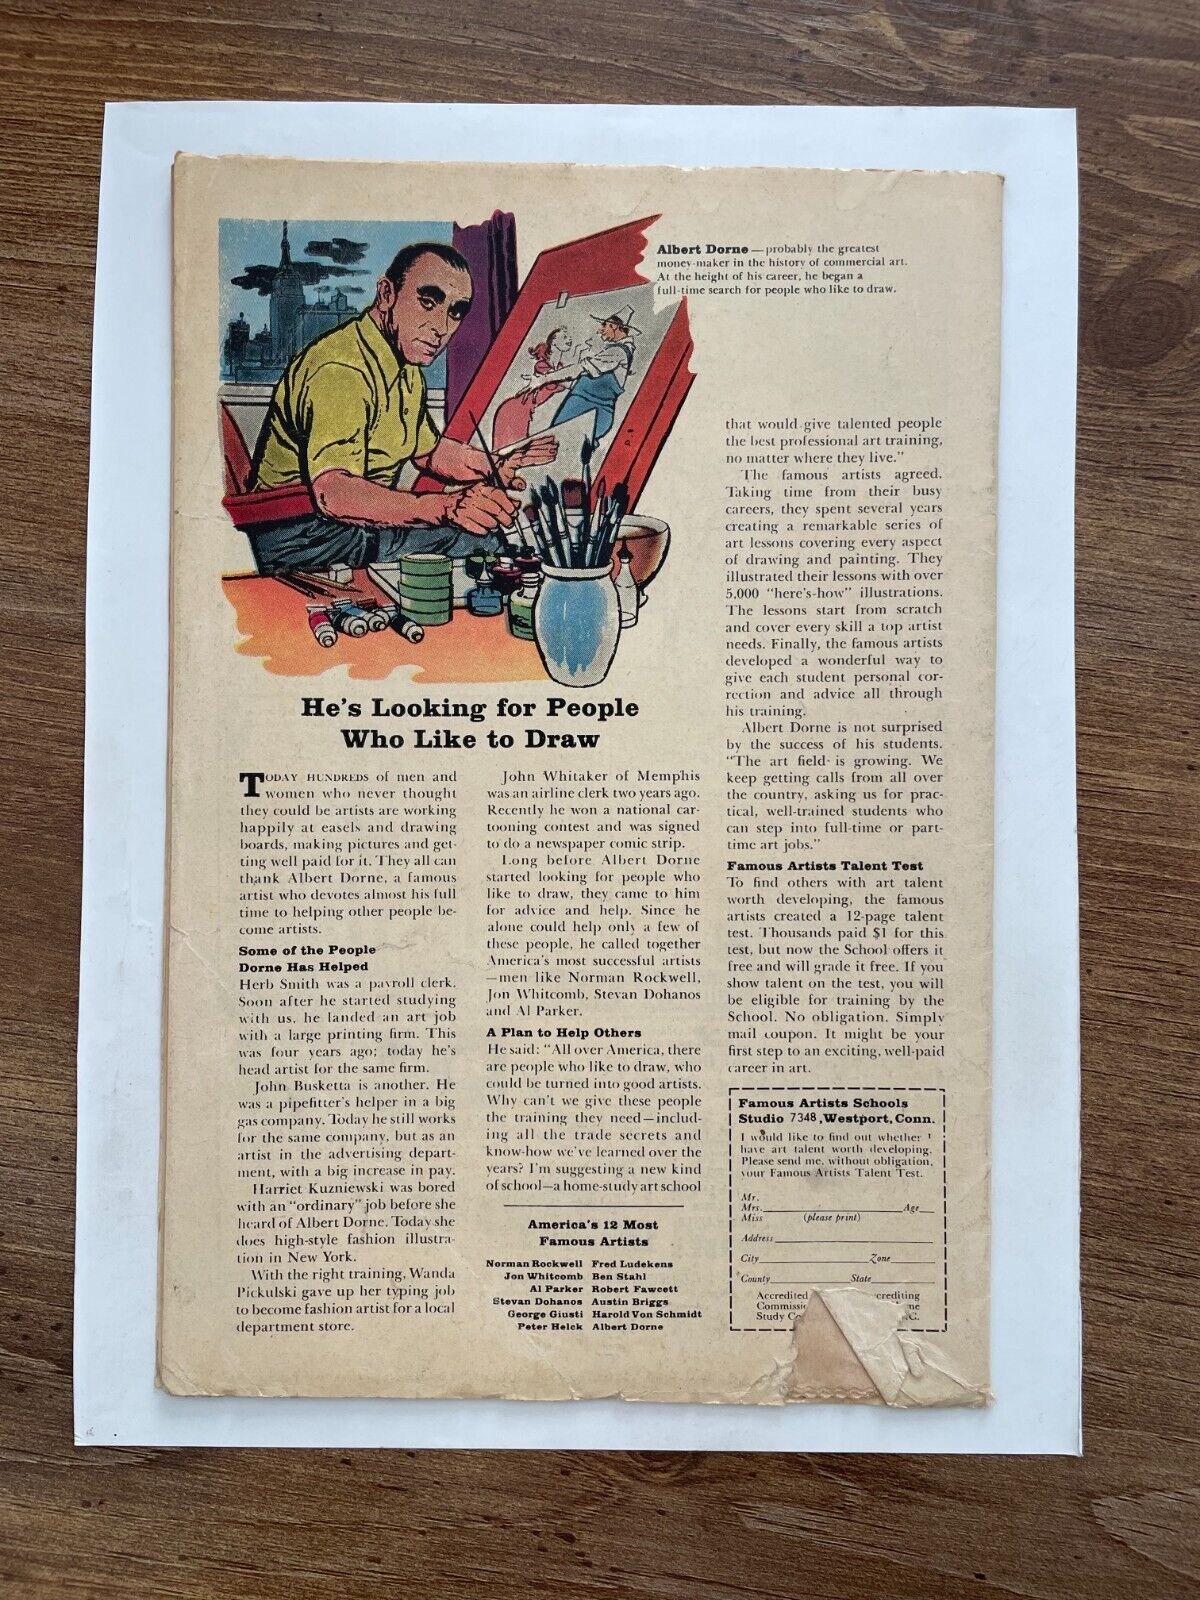 Albert Dorne — probably the greatest
money-maker in the history of commercial art.
At the height of his career, he began a
full-time search for people who like to draw.
He's Looking for People
Who Like to Draw
TODAY HUNDREDS of men and
women who never thought
they could be artists are working
happily at easels and drawing
boards, making pictures and get-
ting well paid for it. They all can
thank Albert Dorne, a famous
artist who devotes almost his full
time to helping other people be-
come artists.
Some of the People
Dorne Has Helped
Herb Smith was a payroll clerk.
Soon after he started studying
with us, he landed an art job
with a large printing firm. This
was four years ago; today he's
head artist for the same firm.
John Busketta is another. He
was a pipefitter's helper in a big
gas company. Today he still works
for the same company, but as an
artist in the advertising depart-
ment, with a big increase in pay.
Harriet Kuzniewski was bored
with an "ordinary" job before she
heard of Albert Dorne. Today she
does high-style fashion illustra-
tion in New York.
With the right training, Wanda
Pickulski gave up her typing job
to become fashion artist for a local
department store.
John Whitaker of Memphis
was an airline clerk two years ago.
Recently he won a national car-
tooning contest and was signed
to do a newspaper comic strip.
Long before Albert Dorne
started looking for people who
like to draw, they came to him
for advice and help. Since he
alone could help only a few of
these people, he called together
America's most successful artists
—men like Norman Rockwell,
Jon Whitcomb, Stevan Dohanos
and Al Parker.
A Plan to Help Others
He said: "All over America, there
are people who like to draw, who
could be turned into good artists.
Why can't we give these people
the training they need—includ-
ing all the trade secrets and
know-how we've learned over the
years? I'm suggesting a new kind
of school—a home-study art school
America's 12 Most
Famous Artists
Norman Rockwell Fred Ludekens
Jon Whitcomb Ben Stahl
Al Parker Robert Fawcett
Stevan Dohanos Austin Briggs
George Giusti Harold Von Schmidt
Peter Helck Albert Dorne
that would give talented people
the best professional art training,
no matter where they live."
The famous artists agreed.
Taking time from their busy
careers, they spent several years
creating a remarkable series of
art lessons covering every aspect
of drawing and painting. They
illustrated their lessons with over
5,000 "here's-how" illustrations.
The lessons start from scratch
and cover every skill a top artist
needs. Finally, the famous artists
developed a wonderful way to
give each student personal cor-
rection and advice all through
his training.
Albert Dorne is not surprised
by the success of his students.
"The art field is growing. We
keep getting calls from all over
the country, asking us for prac-
tical, well-trained students who
can step into full-time or part-
time art jobs."
Famous Artists Talent Test
To find others with art talent
worth developing, the famous
artists created a 12-page talent
test. Thousands paid $1 for this
test, but now the School offers it
free and will grade it free. If you
show talent on the test, you will
be eligible for training by the
School. No obligation. Simply
mail coupon. It might be your
first step to an exciting, well-paid
career in art.
Famous Artists Schools
Studio 7348, Westport, Conn.
I would like to find out whether I
have art talent worth developing.
Please send me, without obligation,
your Famous Artists Talent Test.
Mr.
Mrs. Age
Miss (please print)
Address
City Zone
County State
Accredited
Study